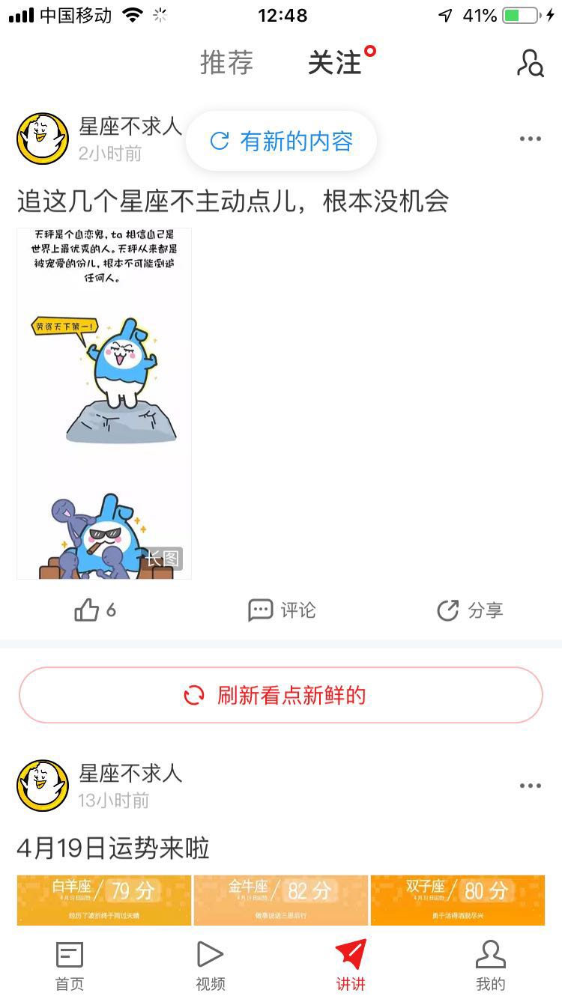 中国移动
12:48
41%
推荐
关注
星座不求人
2小时前
有新的内容
追这几个星座不主动点儿，根本没机会
天秤是个自恋鬼，ta 相信自己是
世界上最优秀的人。天秤从来都是
被宠爱的份儿，根本不可能倒追
任何人。
劳资天下第一！
长图
6
评论
分享
刷新看点新鲜的
星座不求人
13小时前
4月19日运势来啦
白羊座
4月19日运势
79 分
经历了波折终于雨过天晴
金牛座
4月19日运势
82 分
做事说话三思后行
双子座
4月19日运势
80 分
勇于活得洒脱尽兴
首页
视频
讲讲
我的